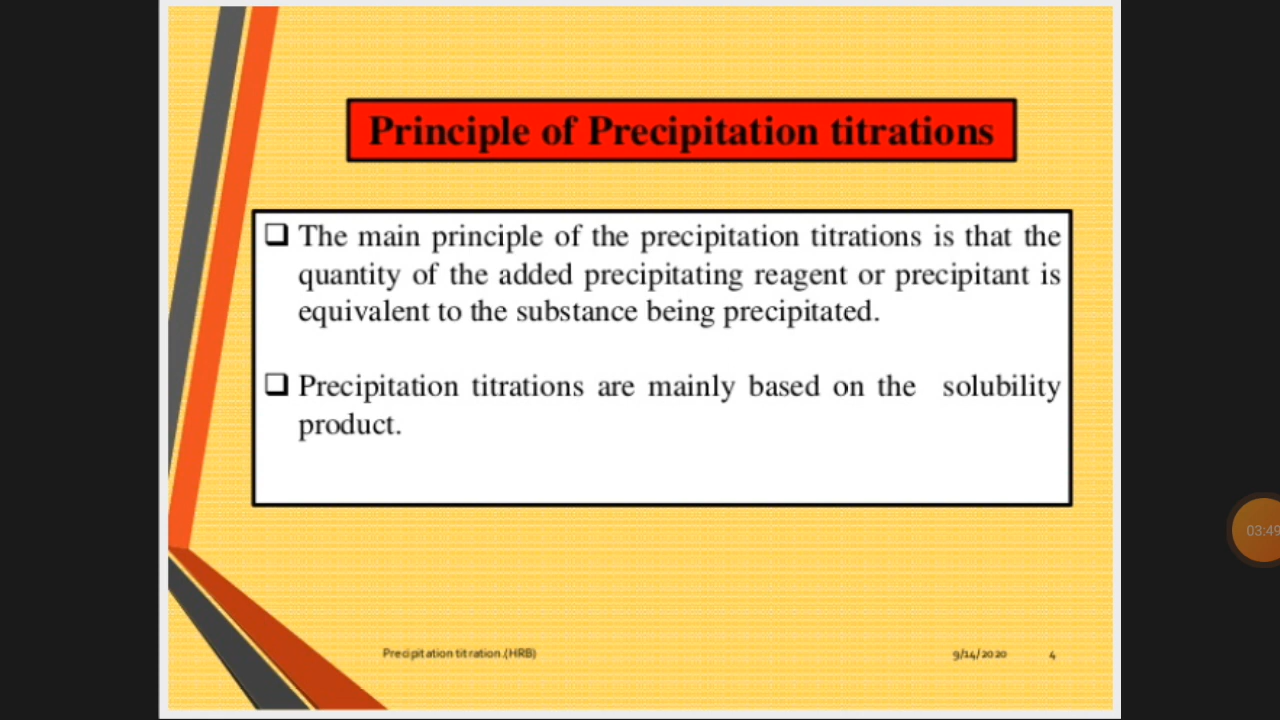 Principle of Precipitation titrations
❑ The main principle of the precipitation titrations is that the
quantity of the added precipitating reagent or precipitant is
equivalent to the substance being precipitated.
❑ Precipitation titrations are mainly based on the solubility
product.
Precipitation titration.(HRB) 9/14/2020 4
03:49